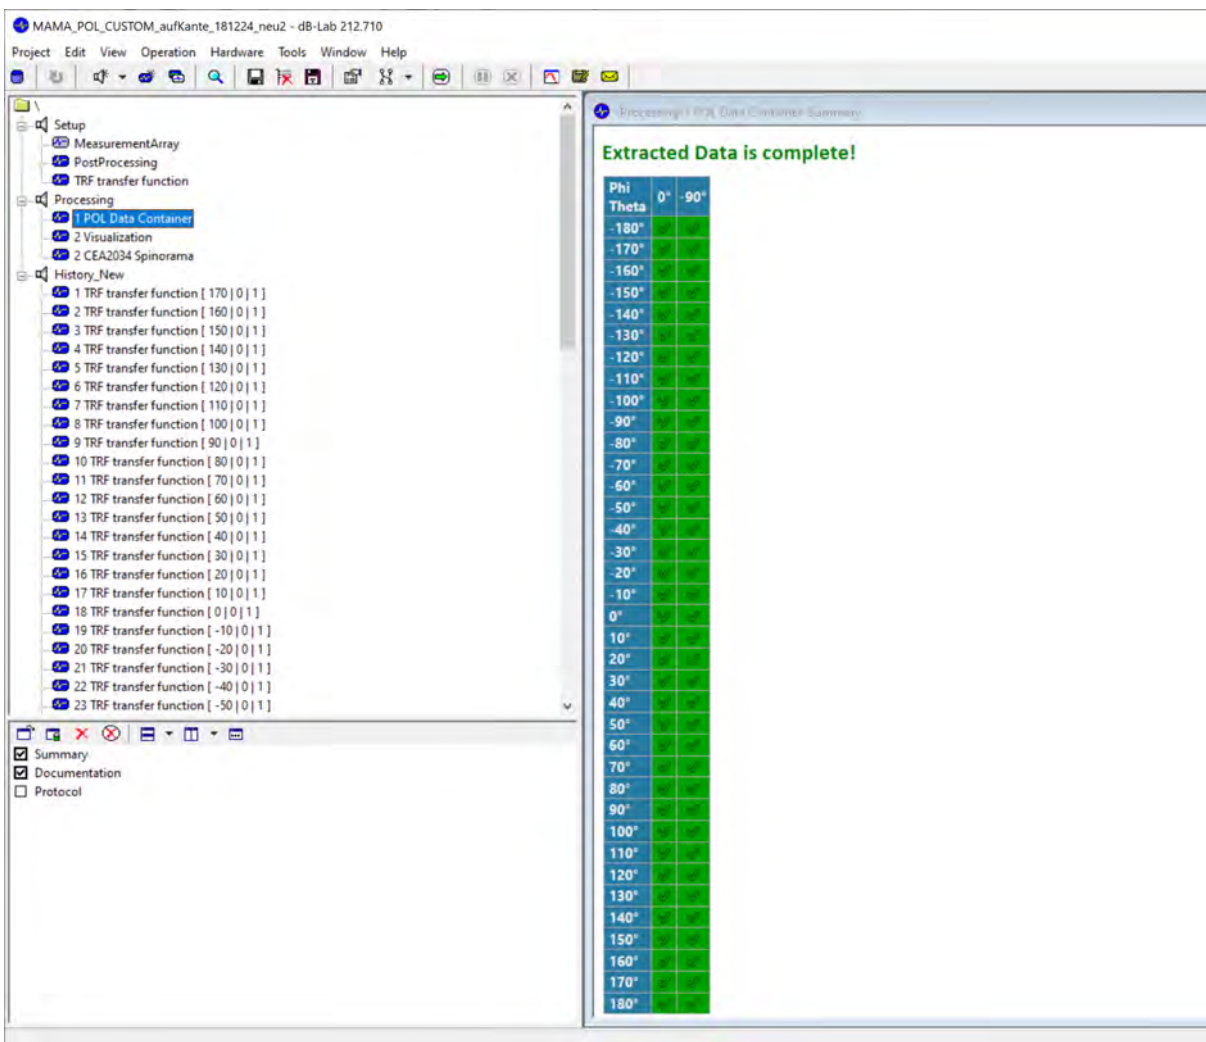 MAMA_POL_CUSTOM_aufKante_181224_neu2 - dB-Lab 212.710
Project Edit View Operation Hardware Tools Window Help
\
Setup
MeasurementArray
PostProcessing
TRF transfer function
Processing
1 POL Data Container
2 Visualization
2 CEA2034 Spinorama
History_New
1 TRF transfer function [ 170 | 0 | 1 ]
2 TRF transfer function [ 160 | 0 | 1 ]
3 TRF transfer function [ 150 | 0 | 1 ]
4 TRF transfer function [ 140 | 0 | 1 ]
5 TRF transfer function [ 130 | 0 | 1 ]
6 TRF transfer function [ 120 | 0 | 1 ]
7 TRF transfer function [ 110 | 0 | 1 ]
8 TRF transfer function [ 100 | 0 | 1 ]
9 TRF transfer function [ 90 | 0 | 1 ]
10 TRF transfer function [ 80 | 0 | 1 ]
11 TRF transfer function [ 70 | 0 | 1 ]
12 TRF transfer function [ 60 | 0 | 1 ]
13 TRF transfer function [ 50 | 0 | 1 ]
14 TRF transfer function [ 40 | 0 | 1 ]
15 TRF transfer function [ 30 | 0 | 1 ]
16 TRF transfer function [ 20 | 0 | 1 ]
17 TRF transfer function [ 10 | 0 | 1 ]
18 TRF transfer function [ 0 | 0 | 1 ]
19 TRF transfer function [ -10 | 0 | 1 ]
20 TRF transfer function [ -20 | 0 | 1 ]
21 TRF transfer function [ -30 | 0 | 1 ]
22 TRF transfer function [ -40 | 0 | 1 ]
23 TRF transfer function [ -50 | 0 | 1 ]
Summary
Documentation
Protocol
Processing\1 POL Data Container Summary
Extracted Data is complete!
Phi
Theta 0° -90°
-180°
-170°
-160°
-150°
-140°
-130°
-120°
-110°
-100°
-90°
-80°
-70°
-60°
-50°
-40°
-30°
-20°
-10°
0°
10°
20°
30°
40°
50°
60°
70°
80°
90°
100°
110°
120°
130°
140°
150°
160°
170°
180°